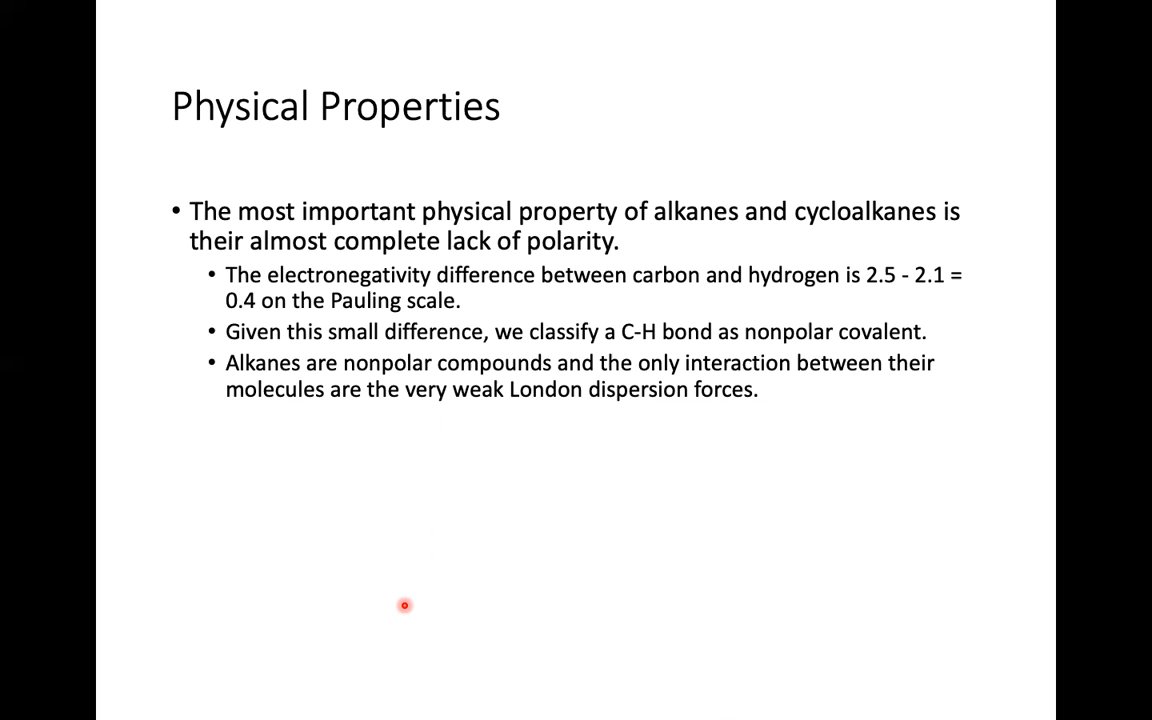 Physical Properties
• The most important physical property of alkanes and cycloalkanes is
their almost complete lack of polarity.
• The electronegativity difference between carbon and hydrogen is 2.5 - 2.1 =
0.4 on the Pauling scale.
• Given this small difference, we classify a C-H bond as nonpolar covalent.
• Alkanes are nonpolar compounds and the only interaction between their
molecules are the very weak London dispersion forces.